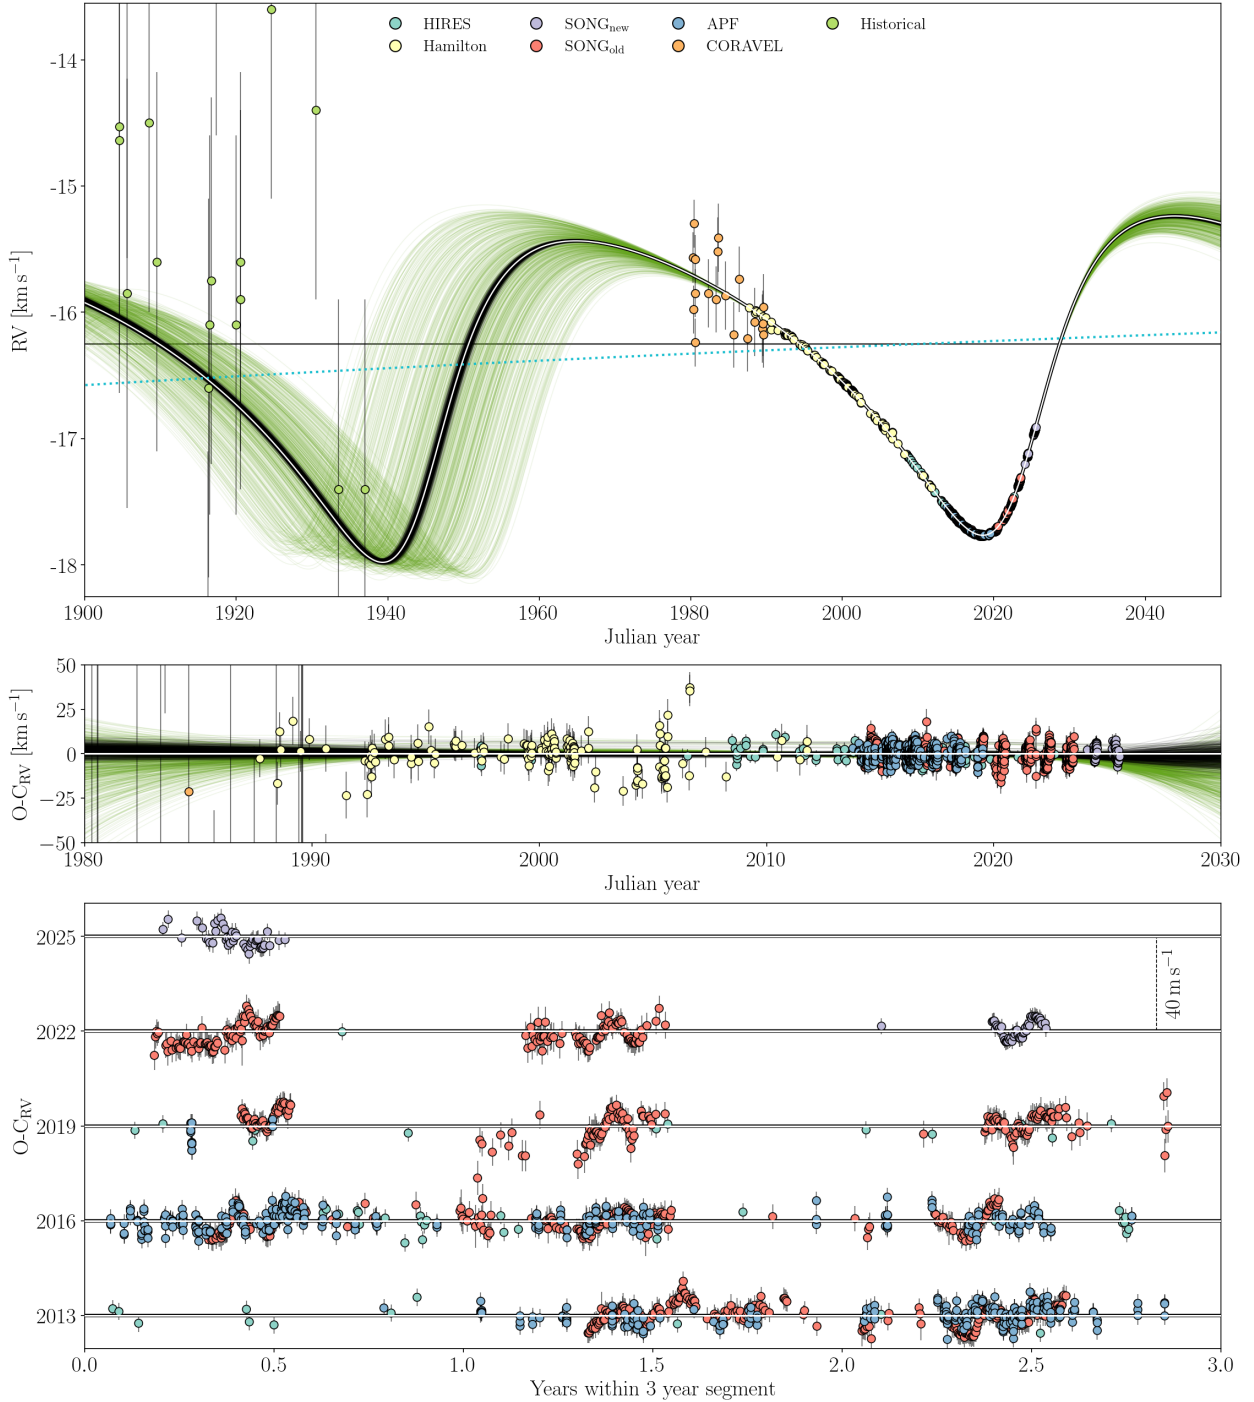 HIRES SONGnew APF Historical
Hamilton SONGold CORAVEL
-14
-15
-16
-17
-18
RV [km s−1]
1900 1920 1940 1960 1980 2000 2020 2040
Julian year
50
25
0
−25
−50
O-CRV [km s−1]
1980 1990 2000 2010 2020 2030
Julian year
2025
2022
2019
2016
2013
O-CRV
40 m s−1
0.0 0.5 1.0 1.5 2.0 2.5 3.0
Years within 3 year segment